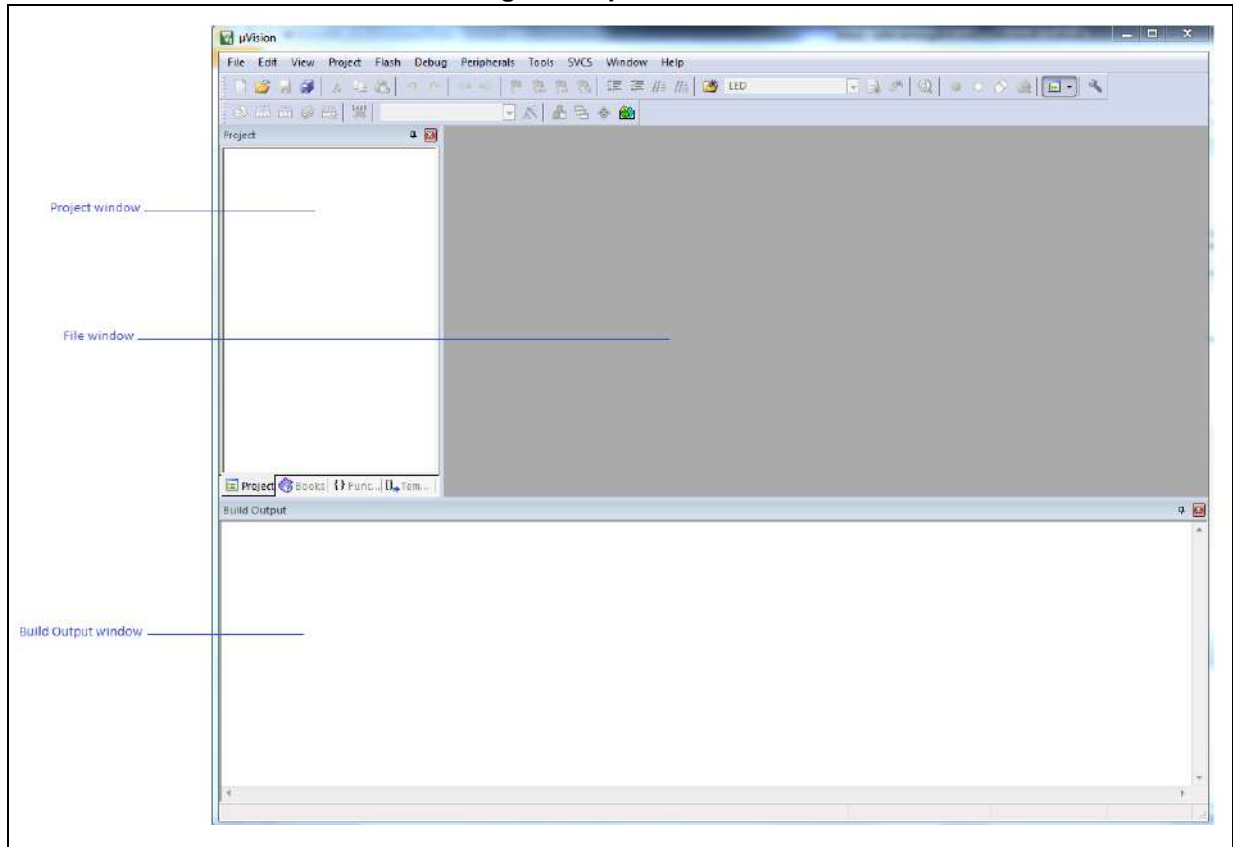 µVision
File Edit View Project Flash Debug Peripherals Tools SVCS Window Help
LED
Project
Project window
File window
Project Books {} Func... Tem...
Build Output
Build Output window